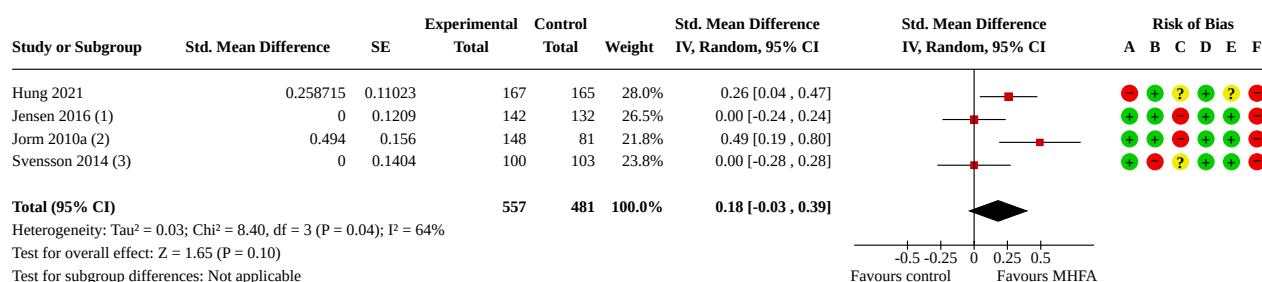 Experimental Control Std. Mean Difference Std. Mean Difference Risk of Bias
Study or Subgroup Std. Mean Difference SE Total Total Weight IV, Random, 95% CI IV, Random, 95% CI A B C D E F
Hung 2021 0.258715 0.11023 167 165 28.0% 0.26 [0.04 , 0.47] − + ? + ? −
Jensen 2016 (1) 0 0.1209 142 132 26.5% 0.00 [-0.24 , 0.24] + + − + + −
Jorm 2010a (2) 0.494 0.156 148 81 21.8% 0.49 [0.19 , 0.80] + + − + + −
Svensson 2014 (3) 0 0.1404 100 103 23.8% 0.00 [-0.28 , 0.28] + − ? + + −
Total (95% CI) 557 481 100.0% 0.18 [-0.03 , 0.39]
Heterogeneity: Tau² = 0.03; Chi² = 8.40, df = 3 (P = 0.04); I² = 64%
Test for overall effect: Z = 1.65 (P = 0.10) -0.5 -0.25 0 0.25 0.5
Test for subgroup differences: Not applicable Favours control Favours MHFA